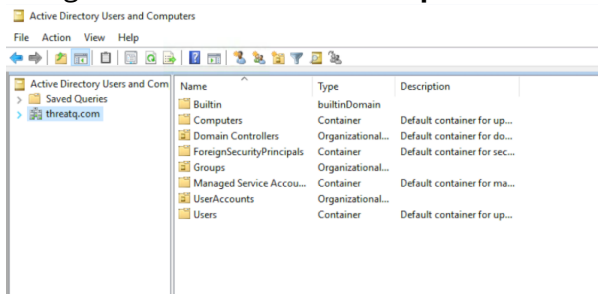 Active Directory Users and Computers
File Action View Help
Active Directory Users and Com
Saved Queries
threatq.com
Name Type Description
Builtin builtinDomain
Computers Container Default container for up...
Domain Controllers Organizational... Default container for do...
ForeignSecurityPrincipals Container Default container for sec...
Groups Organizational...
Managed Service Accou... Container Default container for ma...
UserAccounts Organizational...
Users Container Default container for up...